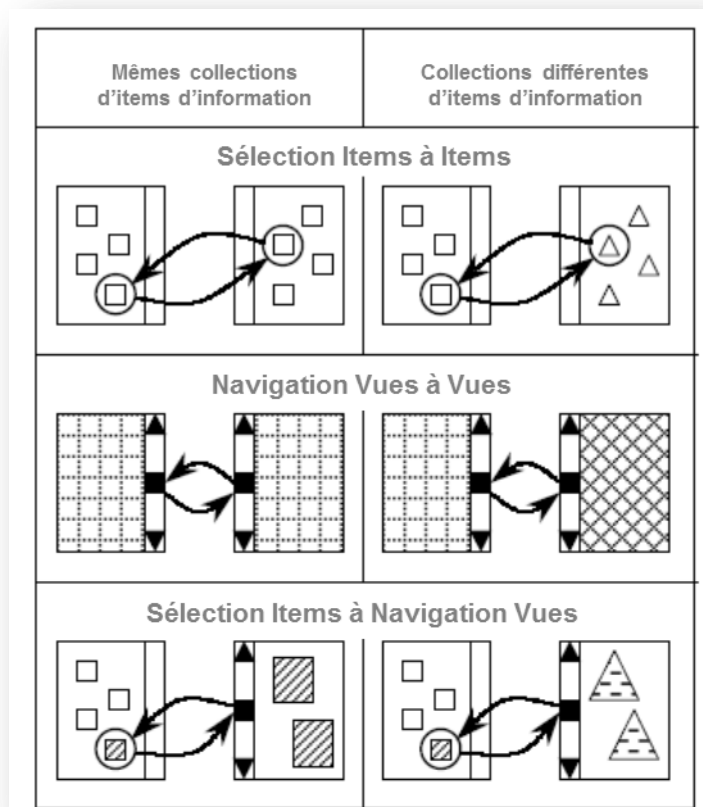 Mêmes collections
d'items d'information
Collections différentes
d'items d'information
Sélection Items à Items
Navigation Vues à Vues
Sélection Items à Navigation Vues